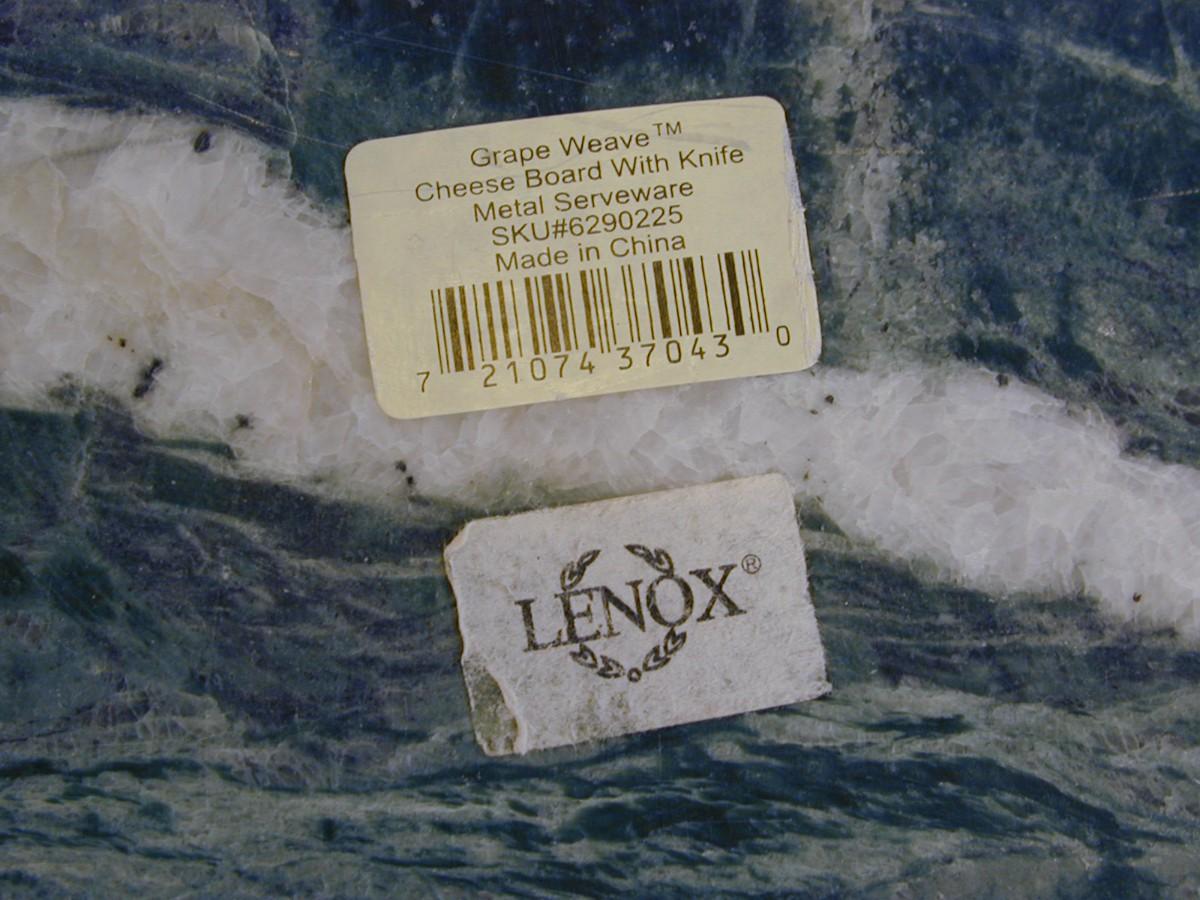 Grape Weave™
Cheese Board With Knife
Metal Serveware
SKU#6290225
Made in China
7 21074 37043 0
LENOX®